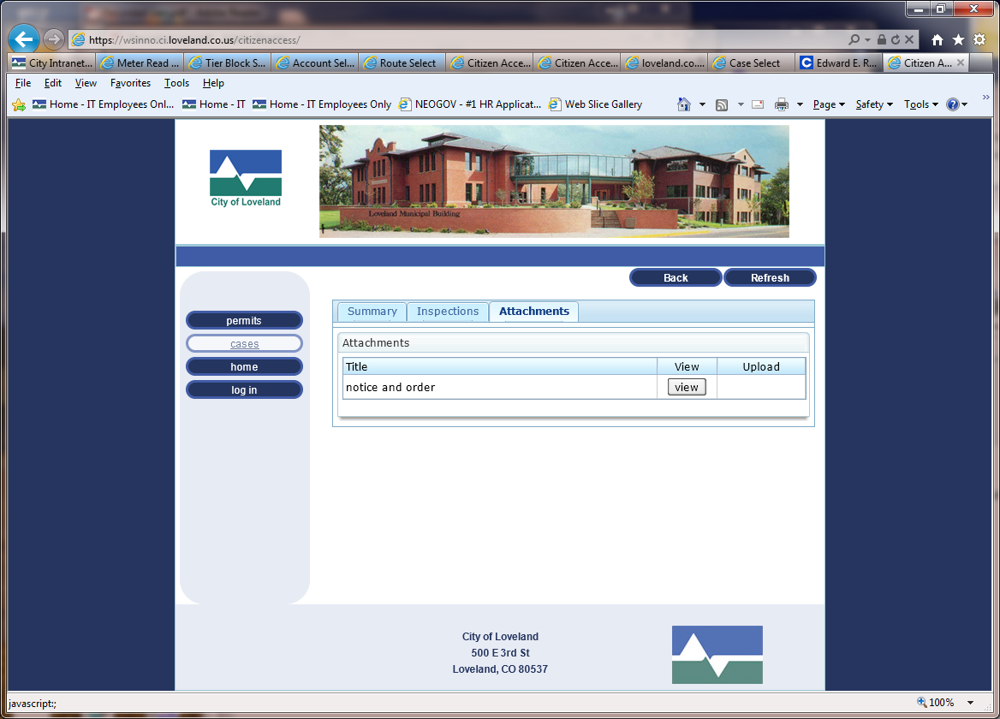 https://wsinno.ci.loveland.co.us/citizenaccess/
City Intranet... Meter Read ... Tier Block S... Account Sel... Route Select Citizen Acce... Citizen Acce... loveland.co.... Case Select Edward E. R... Citizen A...
File Edit View Favorites Tools Help
Home - IT Employees Onl... Home - IT Home - IT Employees Only NEOGOV - #1 HR Applicat... Web Slice Gallery Page Safety Tools
City of Loveland
Loveland Municipal Building
Back Refresh
permits
cases
home
log in
Summary Inspections Attachments
Attachments
Title View Upload
notice and order view
City of Loveland
500 E 3rd St
Loveland, CO 80537
javascript:; 100%